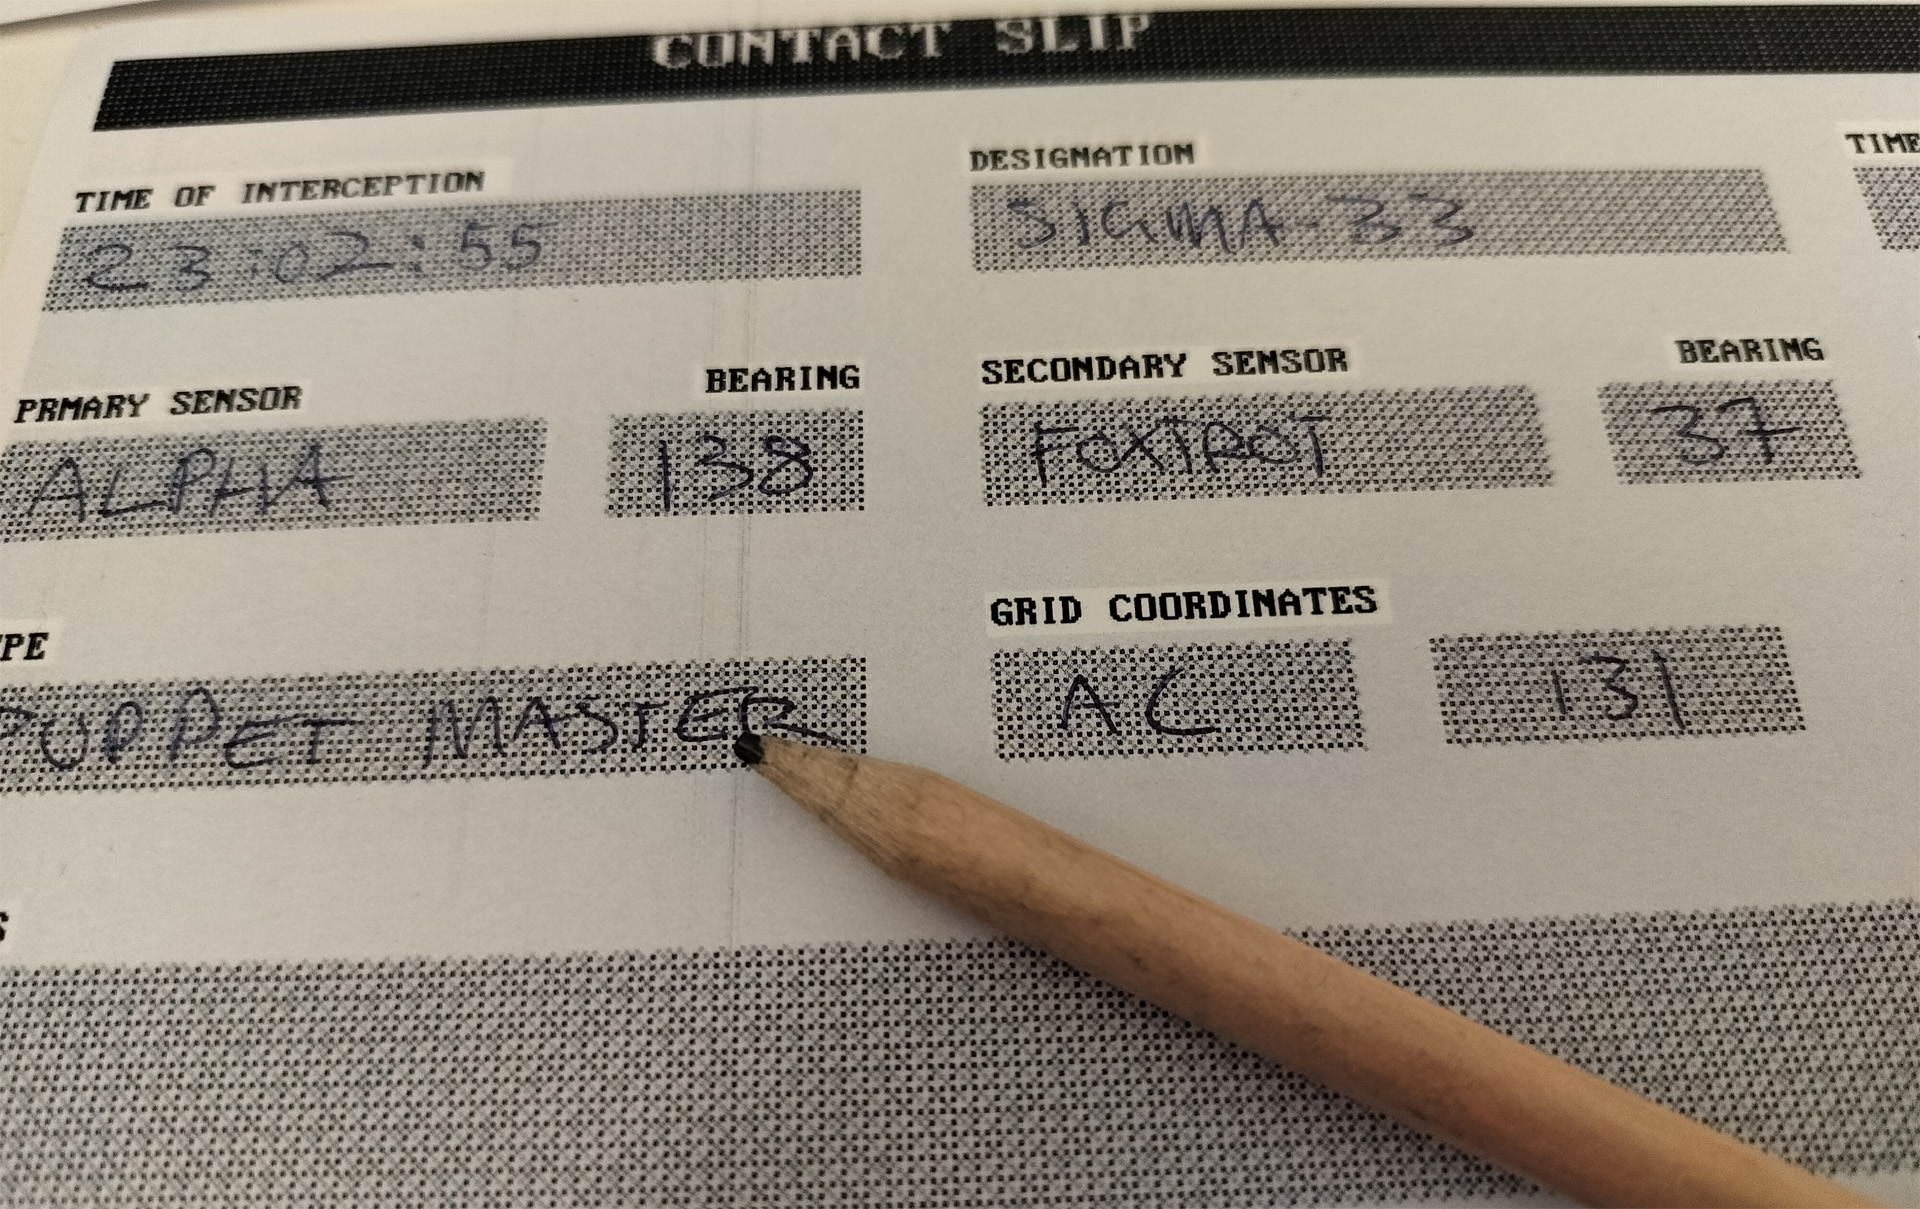 CONTACT SLIP
TIME OF INTERCEPTION
23:02:55
DESIGNATION
SIGMA-33
TIME
PRMARY SENSOR
ALPHA
BEARING
138
SECONDARY SENSOR
FOXTROT
BEARING
37
PE
PUPPET MASTER
GRID COORDINATES
AC 131
S